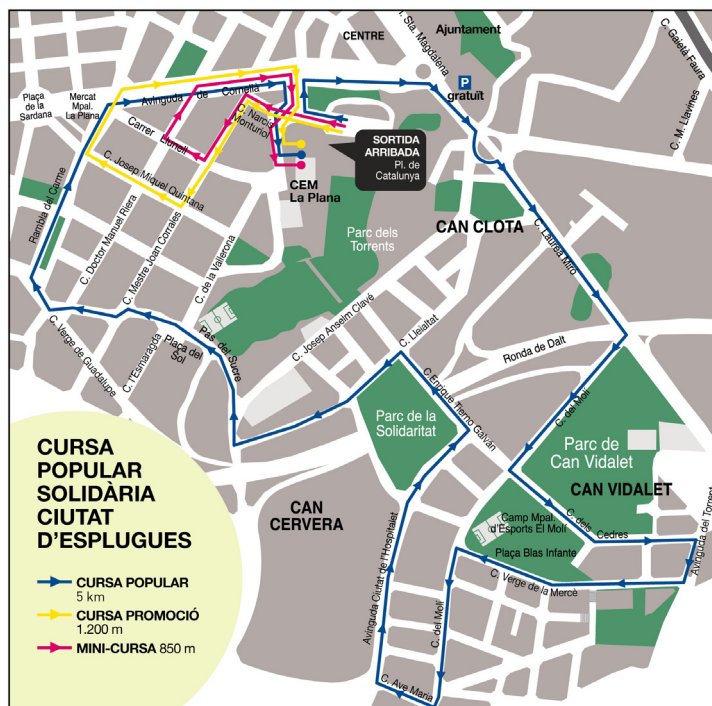 CENTRE
C. Sta. Magdalena
Ajuntament
C. Gaietà Faura
C. M. Llavines
P
gratuït
Plaça
de la
Sardana
Mercat
Mpal.
La Plana
Avinguda de Cornellà
Carrer Llunell
C. Narcís
Monturiol
SORTIDA
ARRIBADA
Pl. de
Catalunya
CEM
La Plana
C. Josep Miquel Quintana
Rambla del Carme
C. Doctor Manuel Riera
C. Mestre Joan Corrales
C. de la Vallerona
Parc dels
Torrents
CAN CLOTA
C. Laureà Miró
C. Josep Anselm Clavé
C. Lleialtat
Ronda de Dalt
C. Verge de Guadalupe
C. l'Esmaragda
Plaça del
Sol
Pas. del Sucre
C. Enrique Tierno Galván
C. del Molí
Parc de la
Solidaritat
Parc de
Can Vidalet
CAN VIDALET
CAN
CERVERA
Camp Mpal.
d'Esports El Molí
C. dels
Cedres
Plaça Blas Infante
C. Verge de la Mercè
Avinguda del Torrent
Avinguda Ciutat de l'Hospitalet
C. del Molí
C. Ave Maria
CURSA
POPULAR
SOLIDÀRIA
CIUTAT
D'ESPLUGUES
CURSA POPULAR
5 km
CURSA PROMOCIÓ
1.200 m
MINI-CURSA 850 m